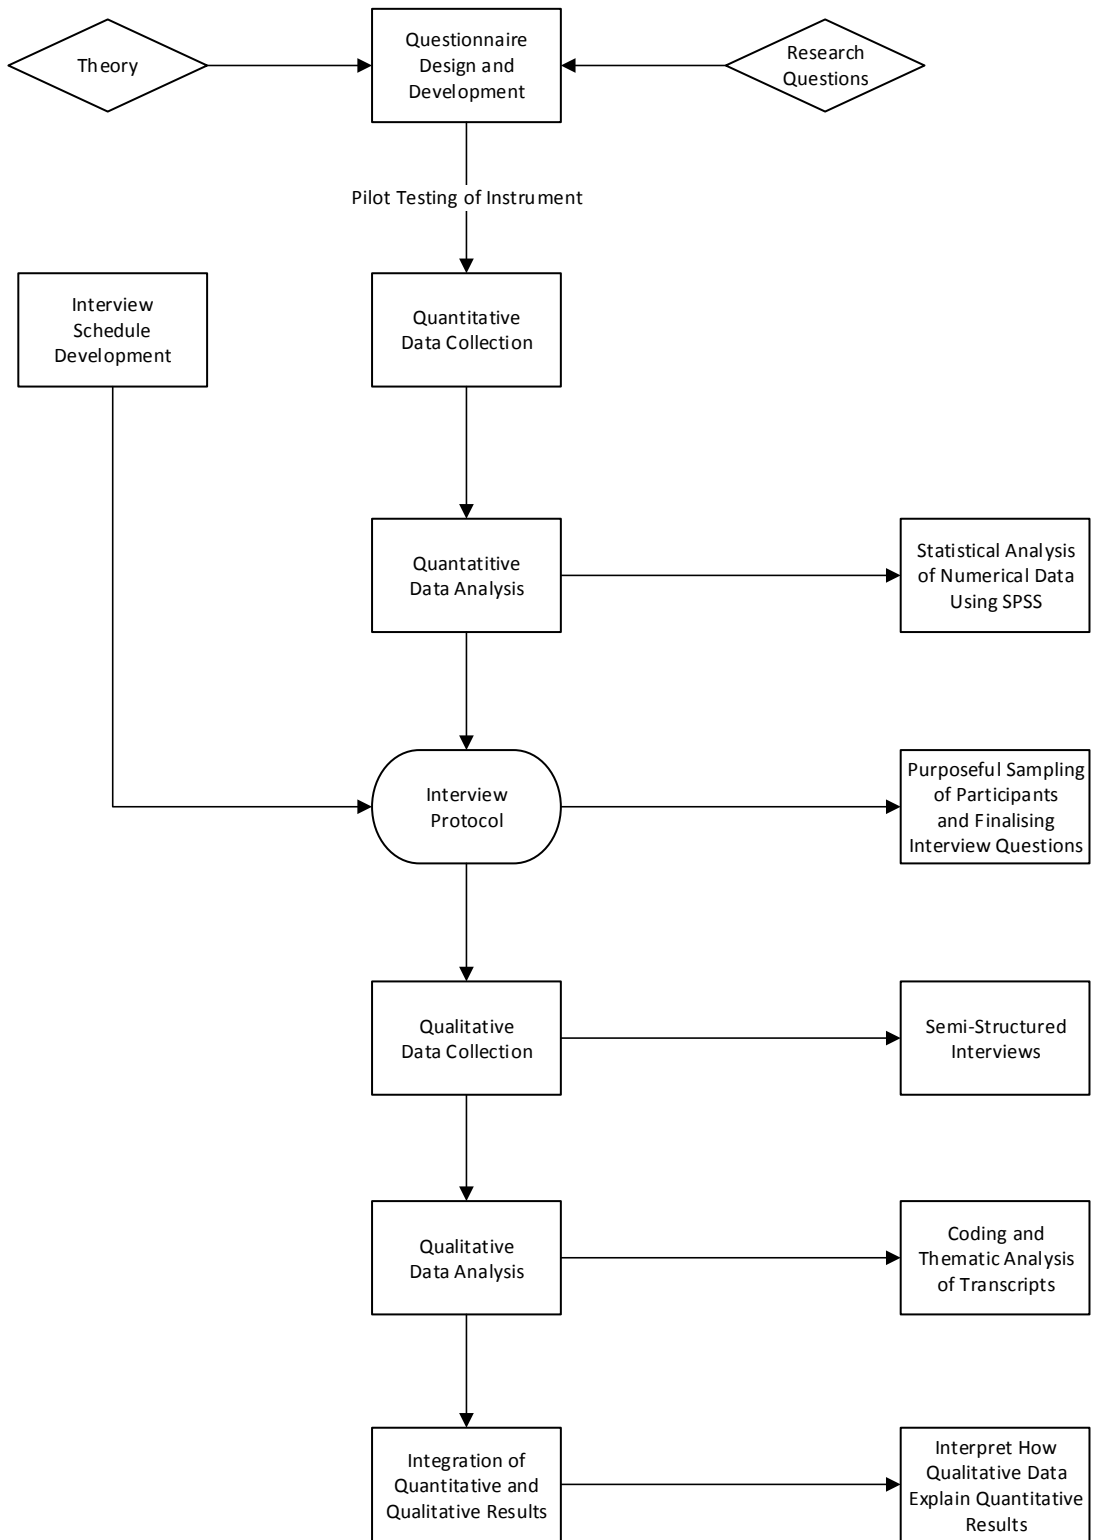 Theory
Questionnaire
Design and
Development
Research
Questions
Pilot Testing of Instrument
Interview
Schedule
Development
Quantitative
Data Collection
Quantatitive
Data Analysis
Statistical Analysis
of Numerical Data
Using SPSS
Interview
Protocol
Purposeful Sampling
of Participants
and Finalising
Interview Questions
Qualitative
Data Collection
Semi-Structured
Interviews
Qualitative
Data Analysis
Coding and
Thematic Analysis
of Transcripts
Integration of
Quantitative and
Qualitative Results
Interpret How
Qualitative Data
Explain Quantitative
Results